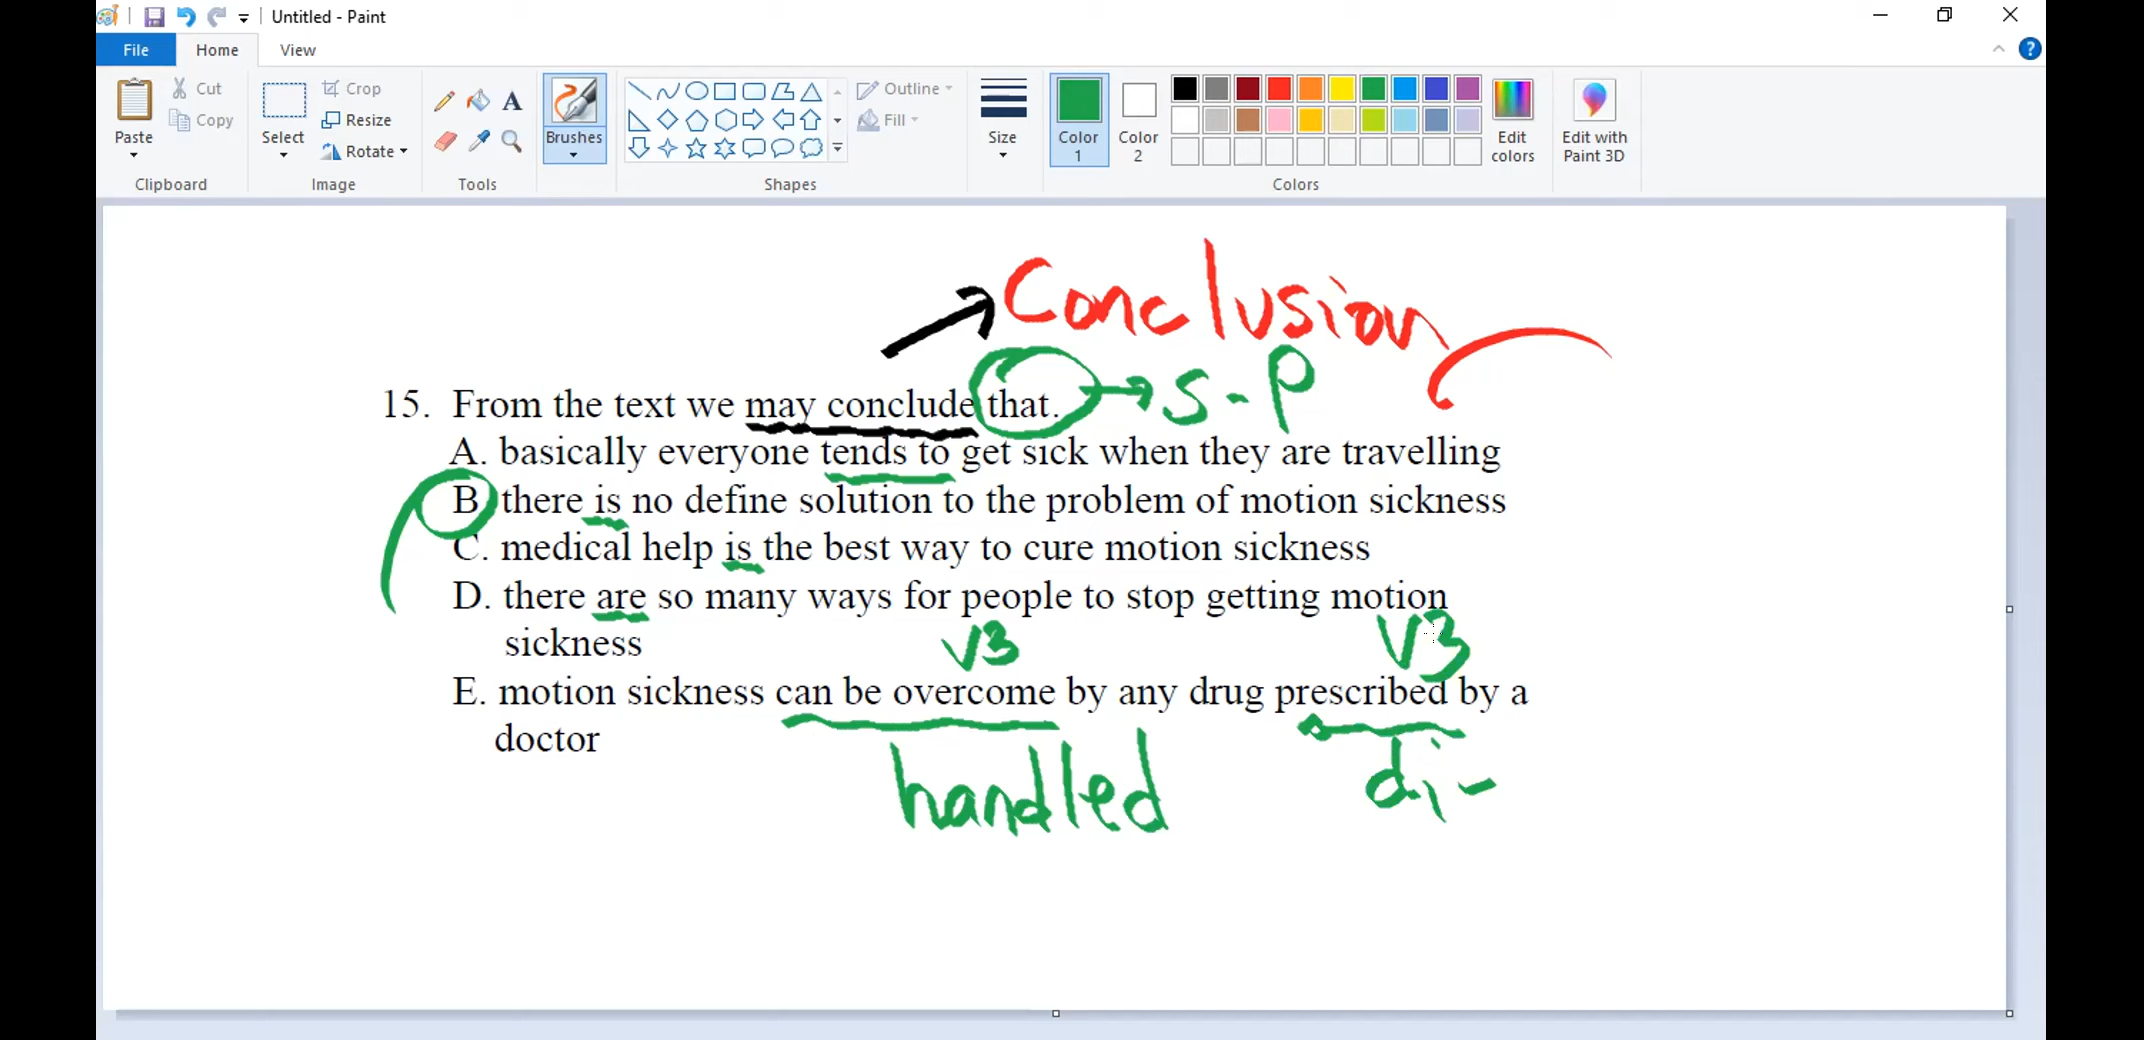 Untitled - Paint
File Home View
Paste Cut Copy Clipboard
Select Crop Resize Rotate Image
Tools
Brushes
Shapes Outline Fill
Size
Color 1 Color 2 Edit colors Colors
Edit with Paint 3D
Conclusion
S - P
15. From the text we may conclude that.
A. basically everyone tends to get sick when they are travelling
B. there is no define solution to the problem of motion sickness
C. medical help is the best way to cure motion sickness
D. there are so many ways for people to stop getting motion
sickness
V3 V3
E. motion sickness can be overcome by any drug prescribed by a
doctor
handled di -